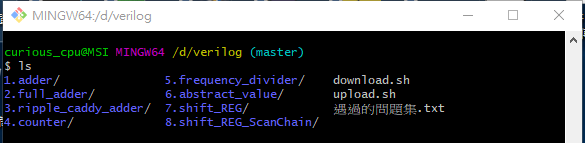 MINGW64:/d/verilog
curious_cpu@MSI MINGW64 /d/verilog (master)
$ ls
1.adder/ 5.frequency_divider/ download.sh
2.full_adder/ 6.abstract_value/ upload.sh
3.ripple_caddy_adder/ 7.shift_REG/ 遇過的問題集.txt
4.counter/ 8.shift_REG_ScanChain/